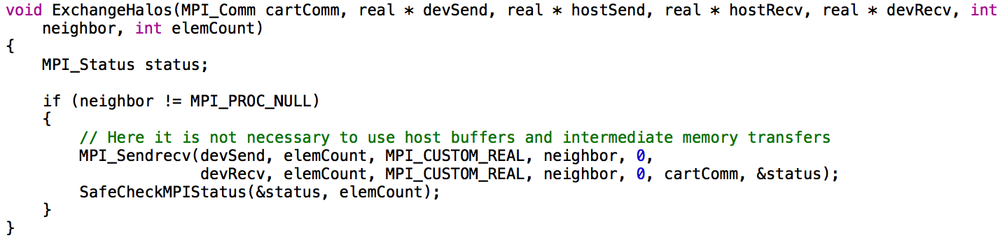 void ExchangeHalos(MPI_Comm cartComm, real * devSend, real * hostSend, real * hostRecv, real * devRecv, int
    neighbor, int elemCount)
{
    MPI_Status status;

    if (neighbor != MPI_PROC_NULL)
    {
        // Here it is not necessary to use host buffers and intermediate memory transfers
        MPI_Sendrecv(devSend, elemCount, MPI_CUSTOM_REAL, neighbor, 0,
                     devRecv, elemCount, MPI_CUSTOM_REAL, neighbor, 0, cartComm, &status);
        SafeCheckMPIStatus(&status, elemCount);
    }
}